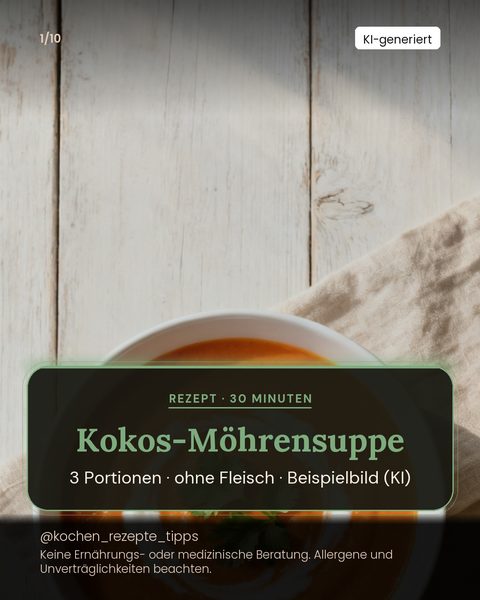 1/10
KI-generiert
REZEPT · 30 MINUTEN
Kokos-Möhrensuppe
3 Portionen · ohne Fleisch · Beispielbild (KI)
@kochen_rezepte_tipps
Keine Ernährungs- oder medizinische Beratung. Allergene und
Unverträglichkeiten beachten.